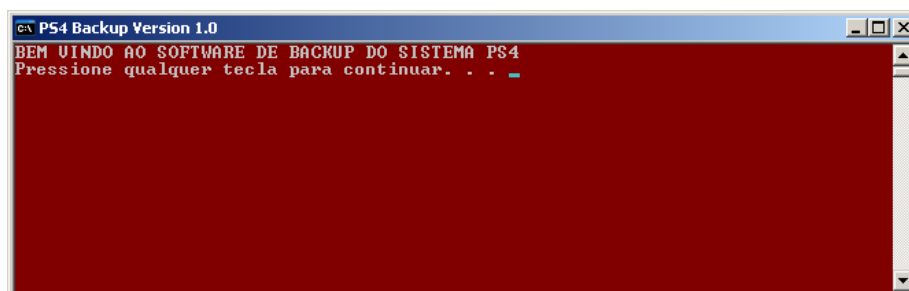 C:\ PS4 Backup Version 1.0
BEM VINDO AO SOFTWARE DE BACKUP DO SISTEMA PS4
Pressione qualquer tecla para continuar. . . _